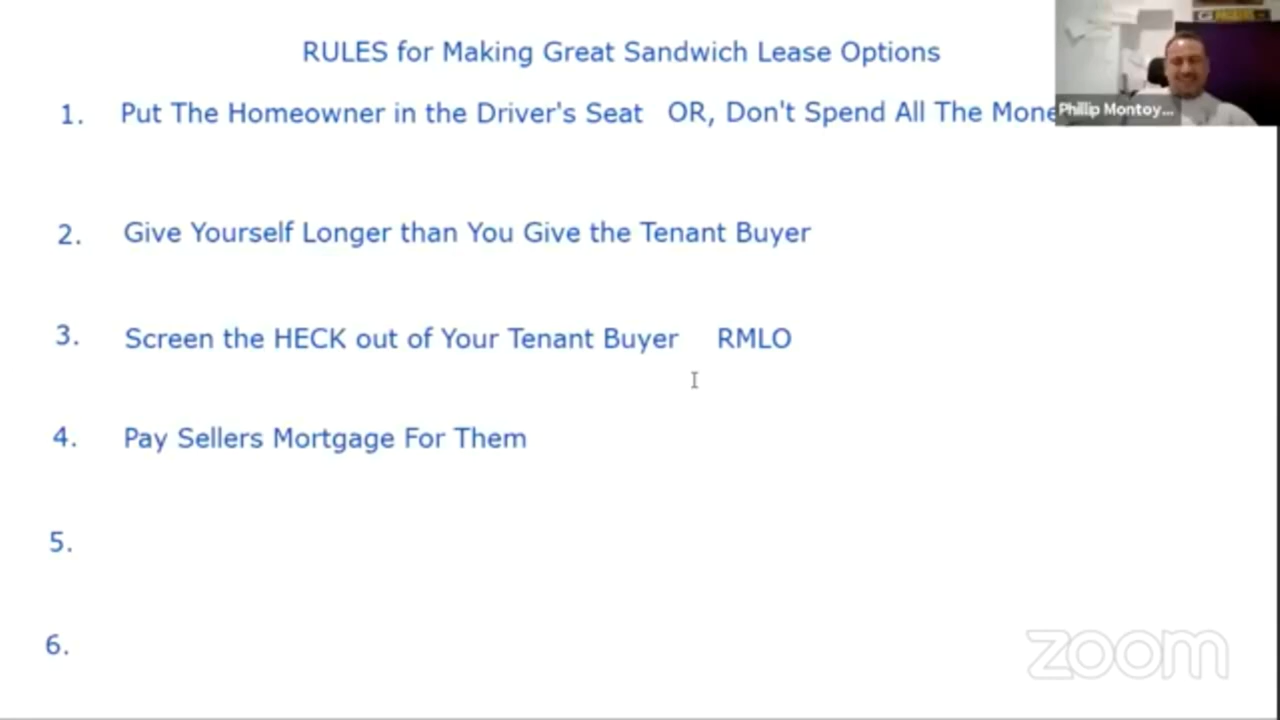 RULES for Making Great Sandwich Lease Options
1. Put The Homeowner in the Driver's Seat OR, Don't Spend All The Mone
Phillip Montoy...
2. Give Yourself Longer than You Give the Tenant Buyer
3. Screen the HECK out of Your Tenant Buyer RMLO
4. Pay Sellers Mortgage For Them
5.
6.
zoom